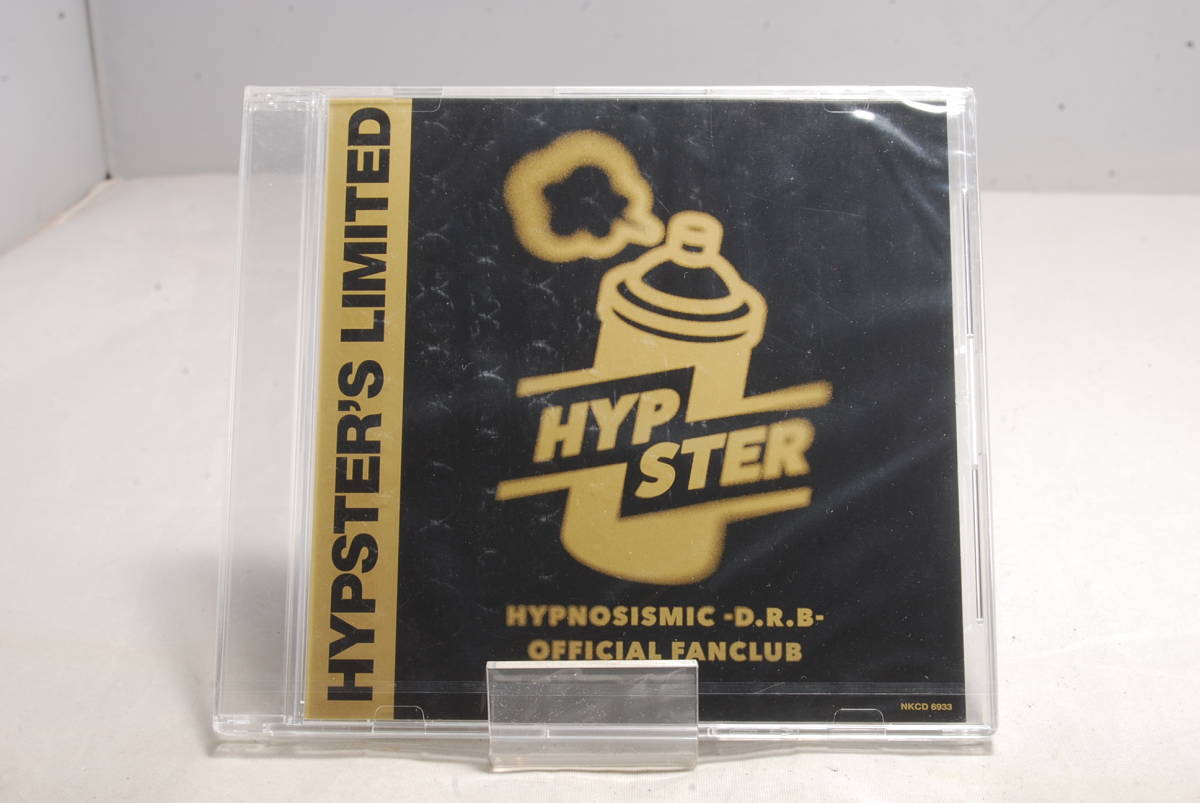 HYPSTER'S LIMITED
HYP
STER
HYPNOSISMIC -D.R.B-
OFFICIAL FANCLUB
NKCD 6933